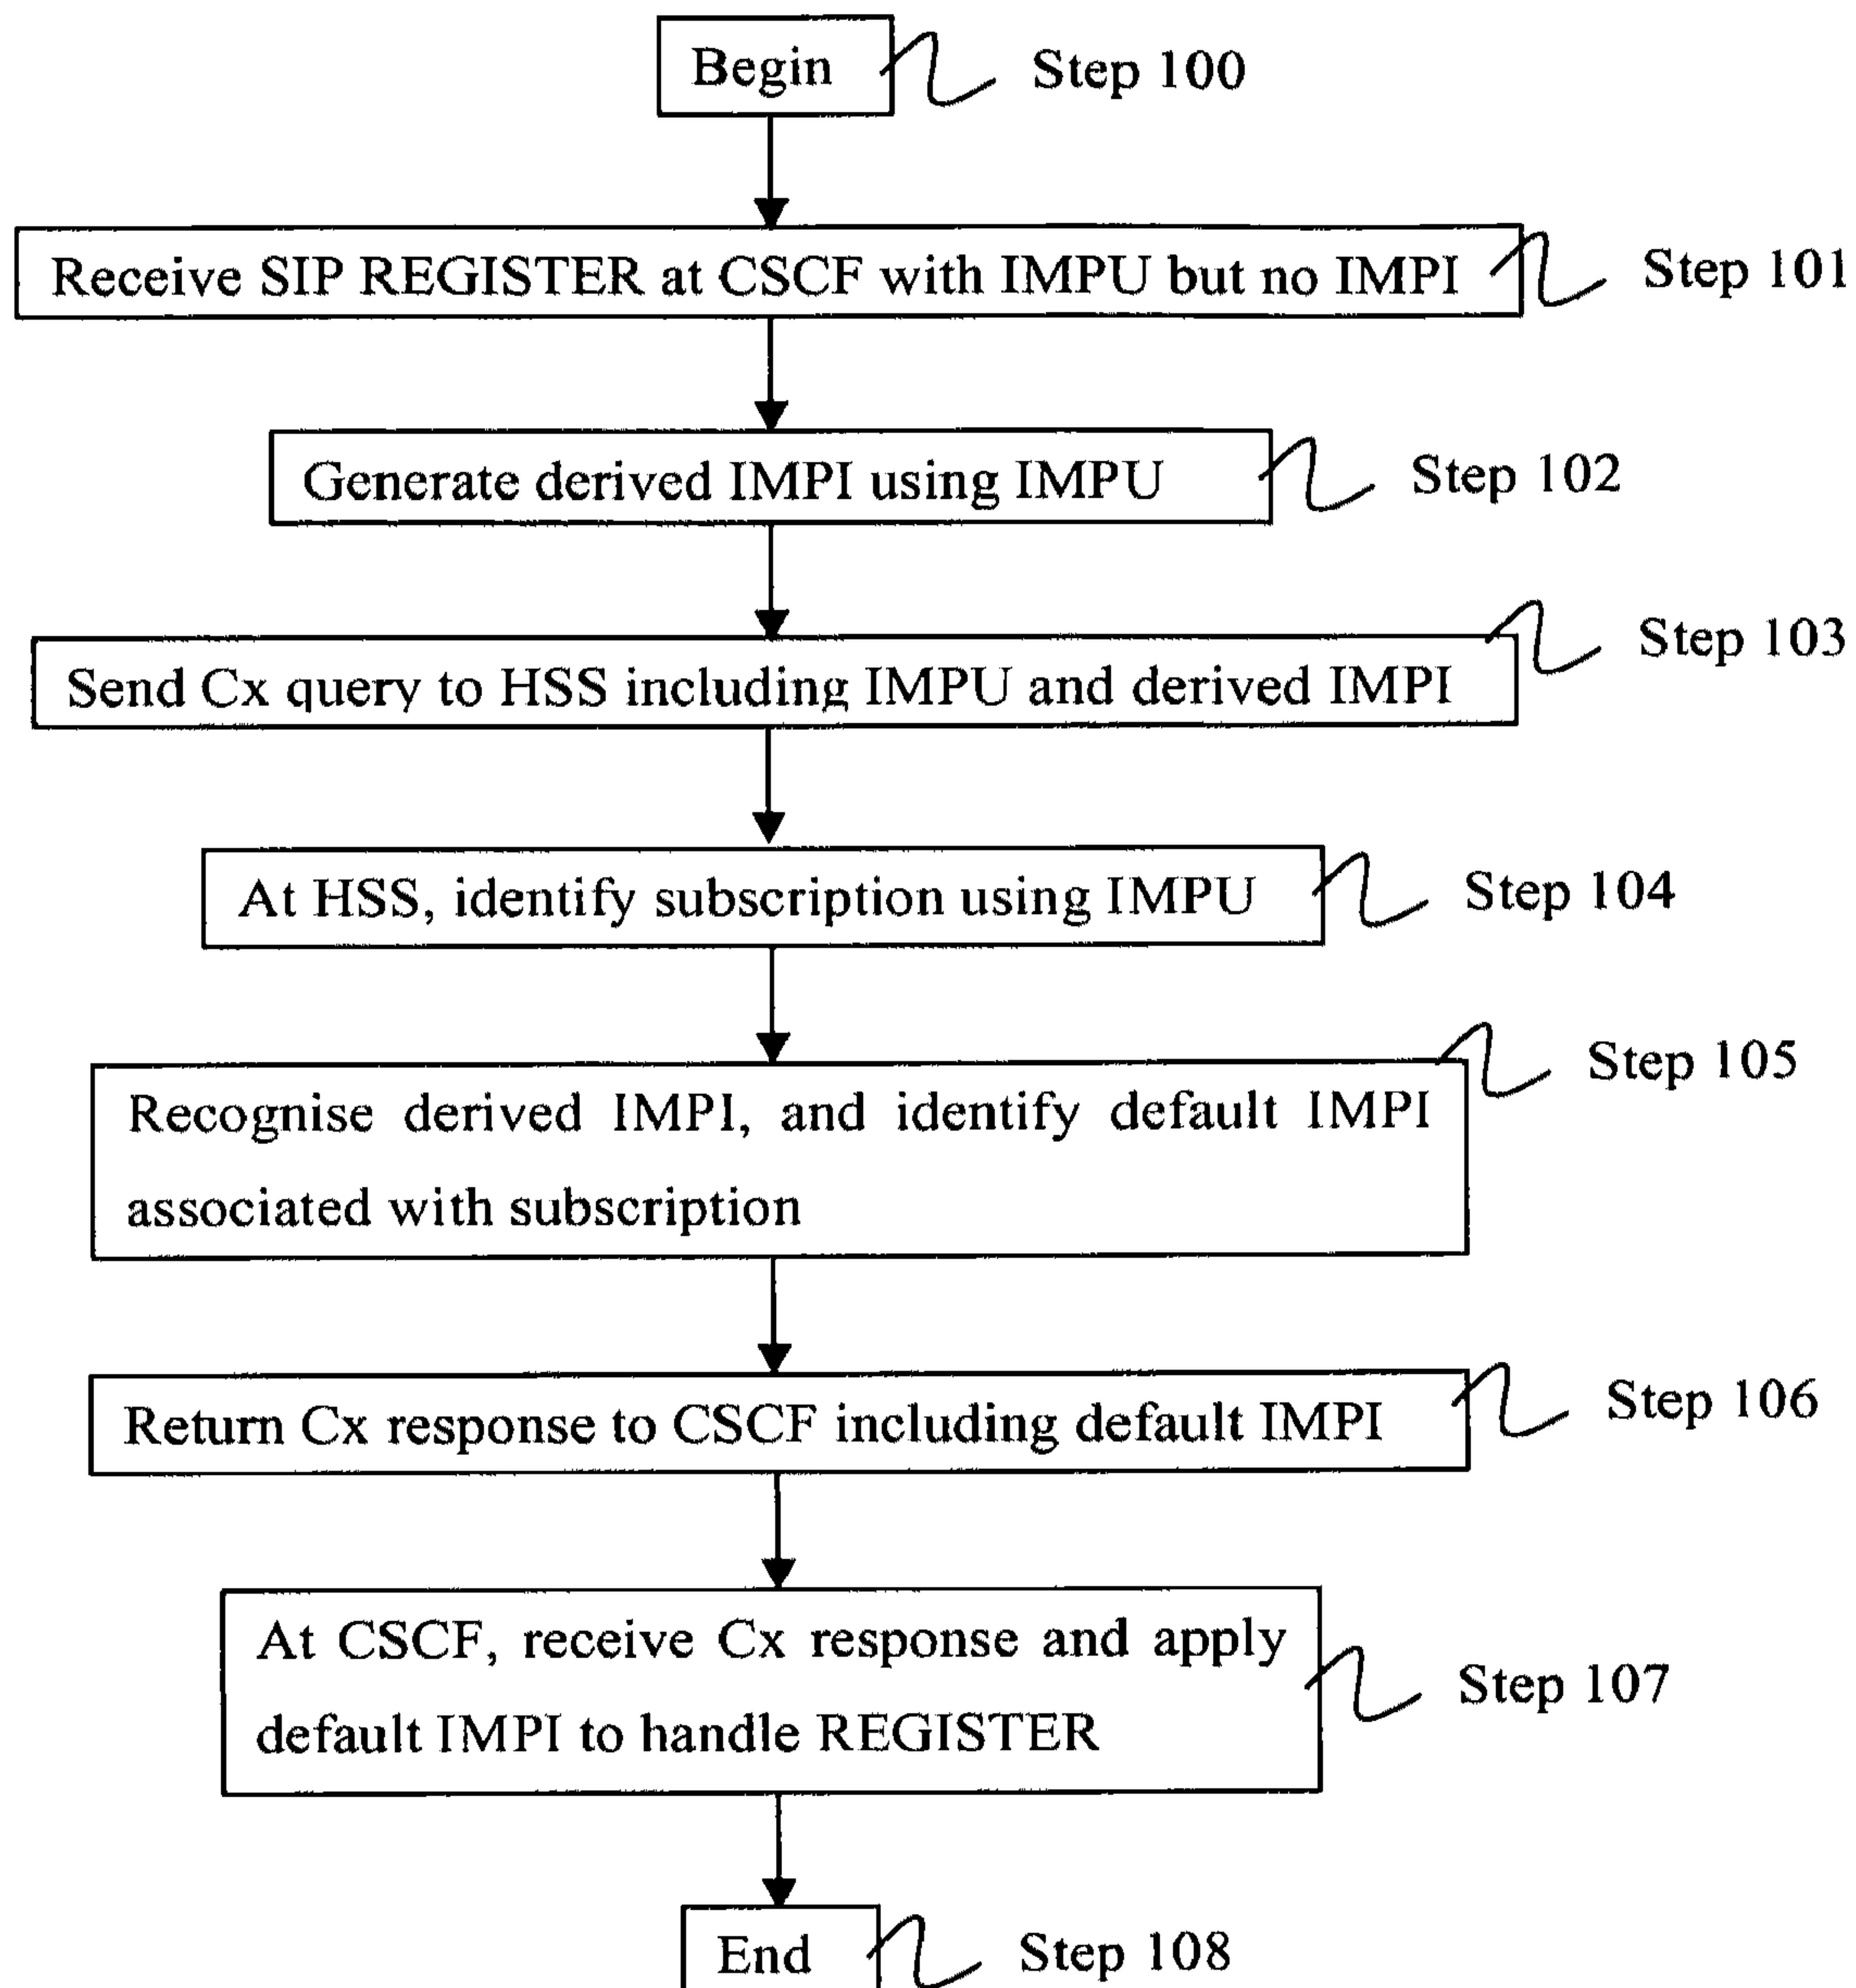 Begin
Step 100
Receive SIP REGISTER at CSCF with IMPU but no IMPI
Step 101
Generate derived IMPI using IMPU
Step 102
Send Cx query to HSS including IMPU and derived IMPI
Step 103
At HSS, identify subscription using IMPU
Step 104
Recognise derived IMPI, and identify default IMPI
associated with subscription
Step 105
Return Cx response to CSCF including default IMPI
Step 106
At CSCF, receive Cx response and apply
default IMPI to handle REGISTER
Step 107
End
Step 108